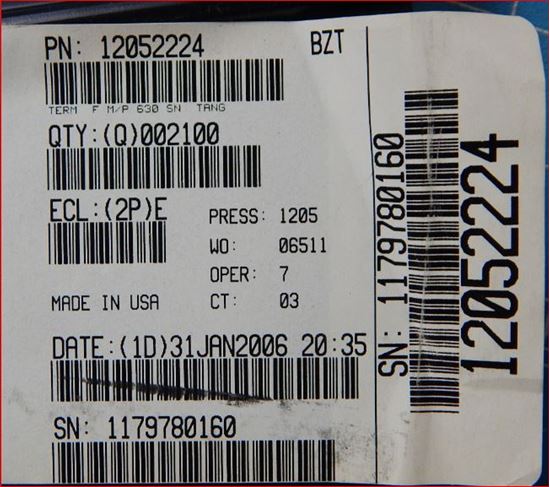 PN: 12052224 BZT
TERM F M/P 630 SN TANG
QTY:(Q)002100
ECL:(2P)E
PRESS: 1205
WO: 06511
OPER: 7
MADE IN USA
CT: 03
DATE:(1D)31JAN2006 20:35
SN: 1179780160
SN: 1179780160
12052224